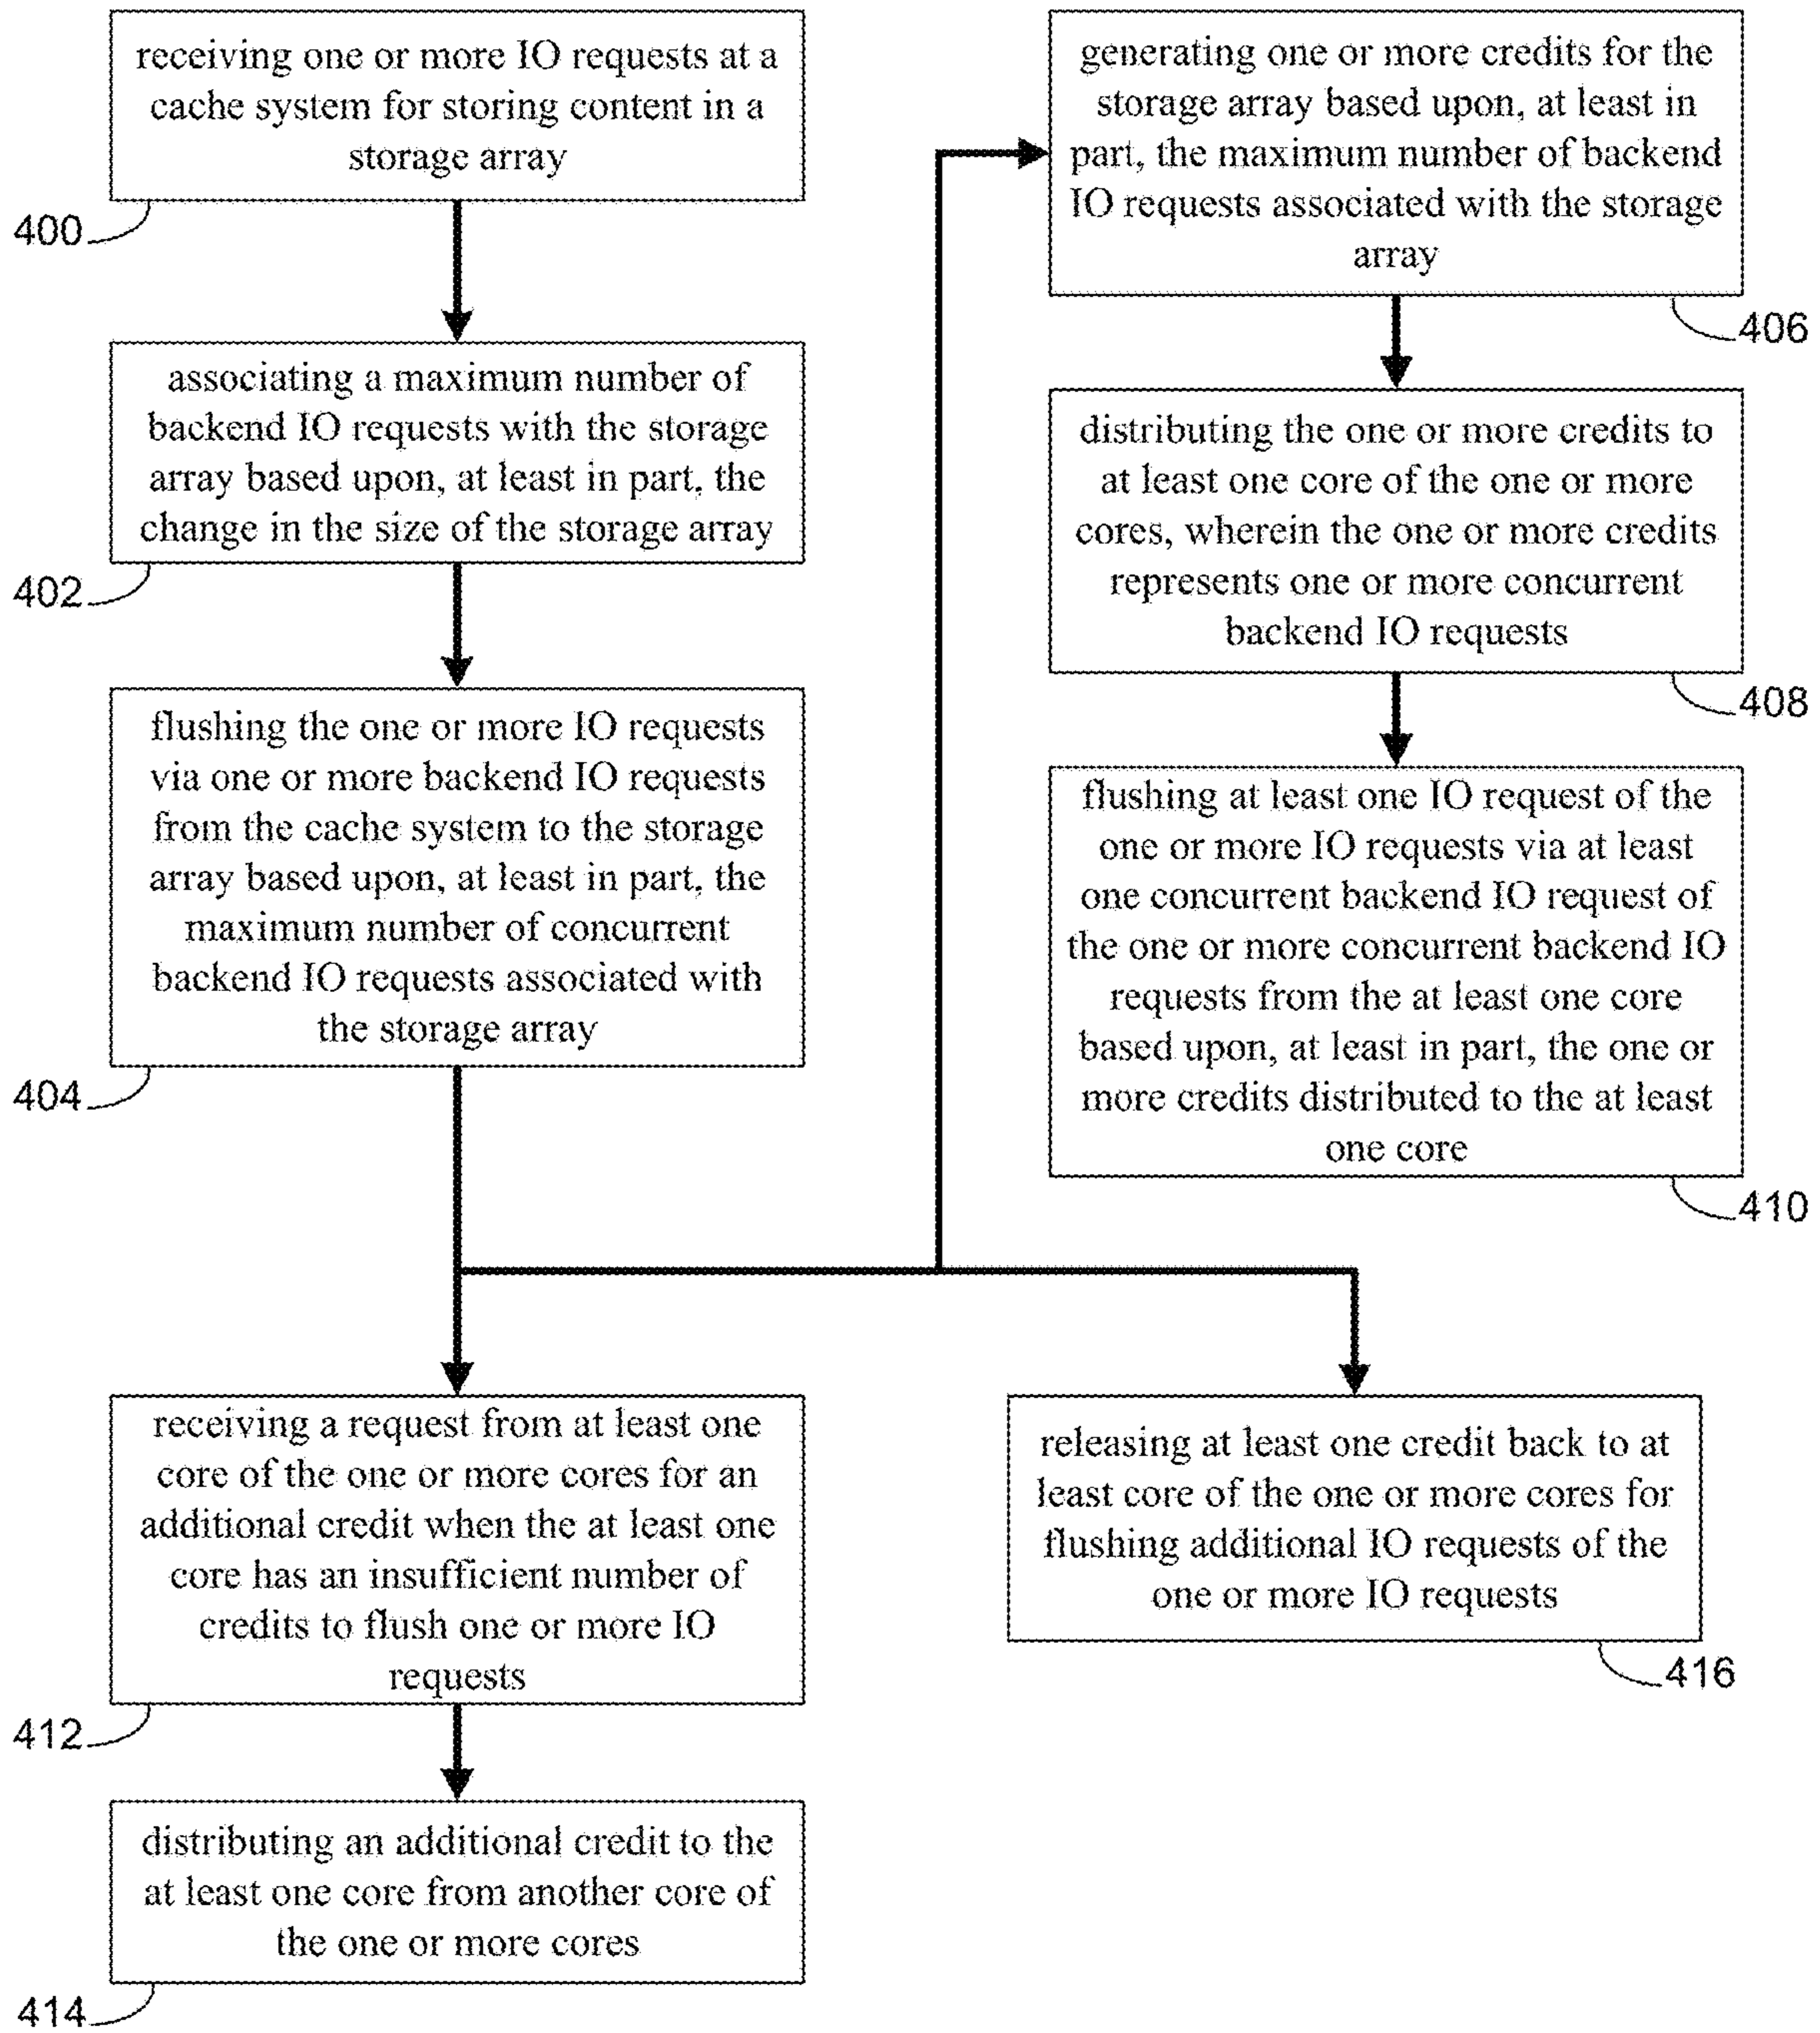 receiving one or more IO requests at a
cache system for storing content in a
storage array
400
associating a maximum number of
backend IO requests with the storage
array based upon, at least in part, the
change in the size of the storage array
402
flushing the one or more IO requests
via one or more backend IO requests
from the cache system to the storage
array based upon, at least in part, the
maximum number of concurrent
backend IO requests associated with
the storage array
404
generating one or more credits for the
storage array based upon, at least in
part, the maximum number of backend
IO requests associated with the storage
array
406
distributing the one or more credits to
at least one core of the one or more
cores, wherein the one or more credits
represents one or more concurrent
backend IO requests
408
flushing at least one IO request of the
one or more IO requests via at least
one concurrent backend IO request of
the one or more concurrent backend IO
requests from the at least one core
based upon, at least in part, the one or
more credits distributed to the at least
one core
410
receiving a request from at least one
core of the one or more cores for an
additional credit when the at least one
core has an insufficient number of
credits to flush one or more IO
requests
412
distributing an additional credit to the
at least one core from another core of
the one or more cores
414
releasing at least one credit back to at
least core of the one or more cores for
flushing additional IO requests of the
one or more IO requests
416